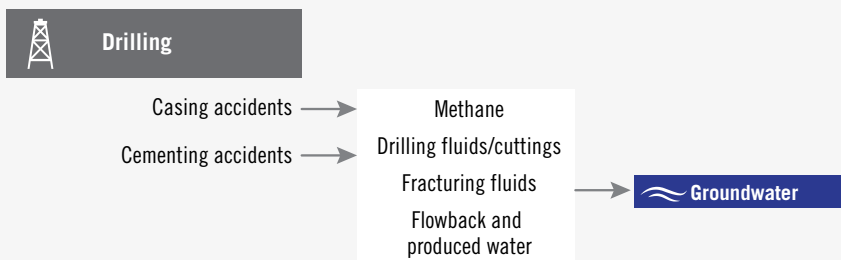 Drilling
Casing accidents
Cementing accidents
Methane
Drilling fluids/cuttings
Fracturing fluids
Flowback and
produced water
Groundwater